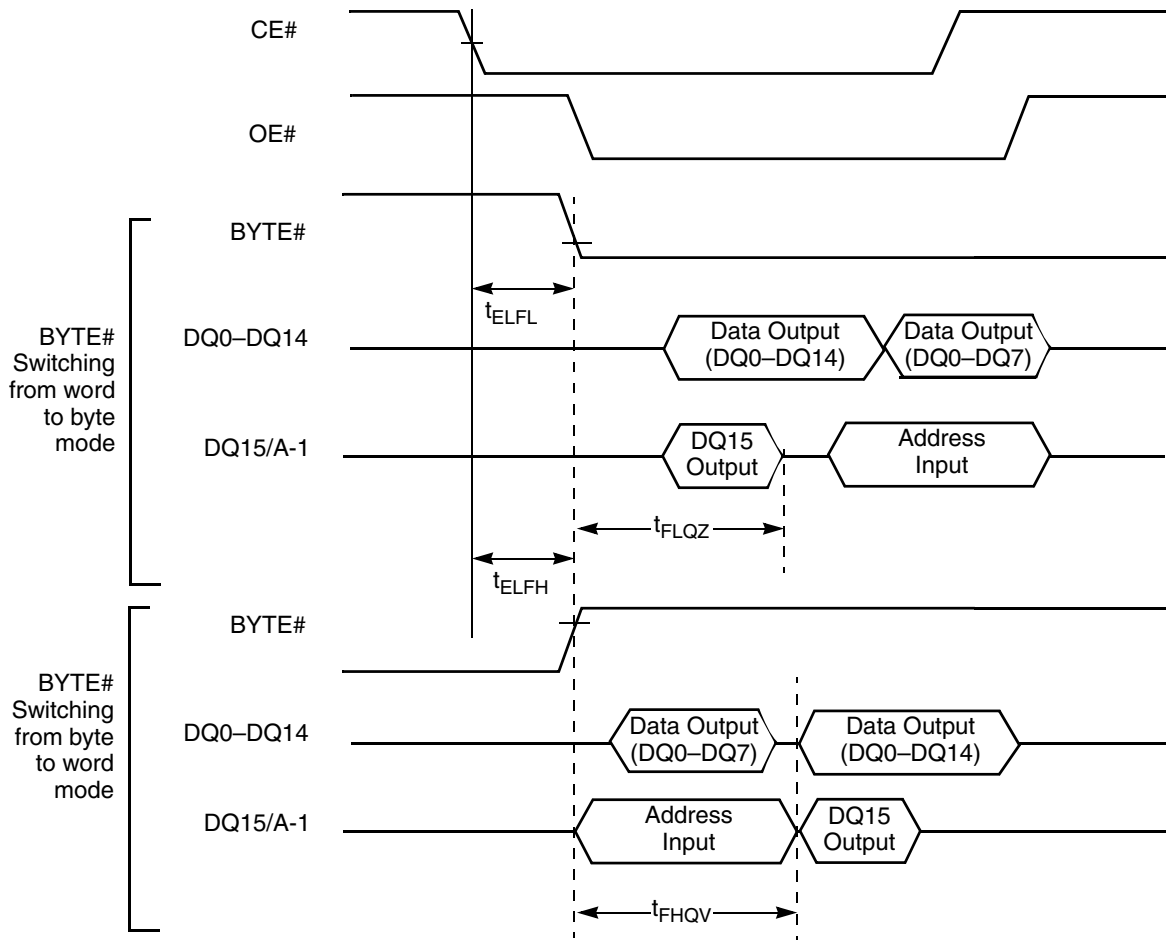 CE#
OE#
BYTE#
tELFL
BYTE#
Switching
from word
to byte
mode
DQ0–DQ14
Data Output
(DQ0–DQ14)
Data Output
(DQ0–DQ7)
DQ15/A-1
DQ15
Output
Address
Input
tFLQZ
tELFH
BYTE#
BYTE#
Switching
from byte
to word
mode
DQ0–DQ14
Data Output
(DQ0–DQ7)
Data Output
(DQ0–DQ14)
DQ15/A-1
Address
Input
DQ15
Output
tFHQV